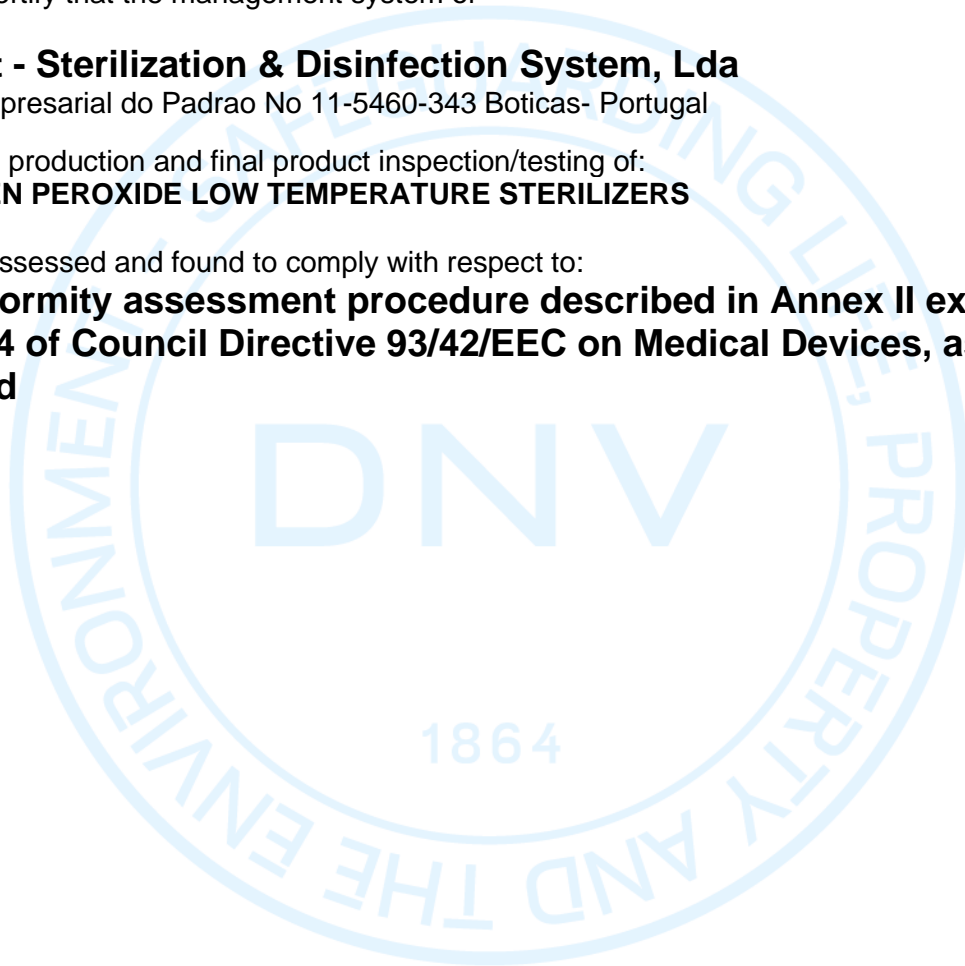 ertify that the management system of
t - Sterilization & Disinfection System, Lda
presarial do Padrao No 11-5460-343 Boticas- Portugal
production and final product inspection/testing of:
EN PEROXIDE LOW TEMPERATURE STERILIZERS
ssessed and found to comply with respect to:
ormity assessment procedure described in Annex II ex
4 of Council Directive 93/42/EEC on Medical Devices, a
d
SAFEGUARDING LIFE, PROPERTY AND THE ENVIRONMENT
DNV
1864